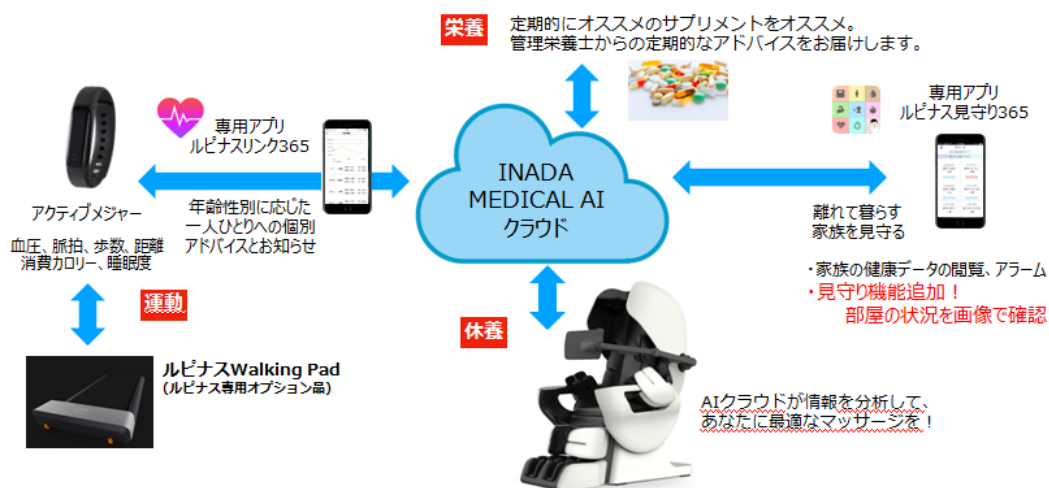 栄養
定期的にオススメのサプリメントをオススメ。
管理栄養士からの定期的なアドバイスをお届けします。
専用アプリ
ルピナスリンク365
専用アプリ
ルピナス見守り365
INADA
MEDICAL AI
クラウド
アクティブメジャー
血圧、脈拍、歩数、距離
消費カロリー、睡眠度
年齢性別に応じた
一人ひとりへの個別
アドバイスとお知らせ
離れて暮らす
家族を見守る
・家族の健康データの閲覧、アラーム
・見守り機能追加！
部屋の状況を画像で確認
運動
休養
ルピナスWalking Pad
(ルピナス専用オプション品)
AIクラウドが情報を分析して、
あなたに最適なマッサージを！